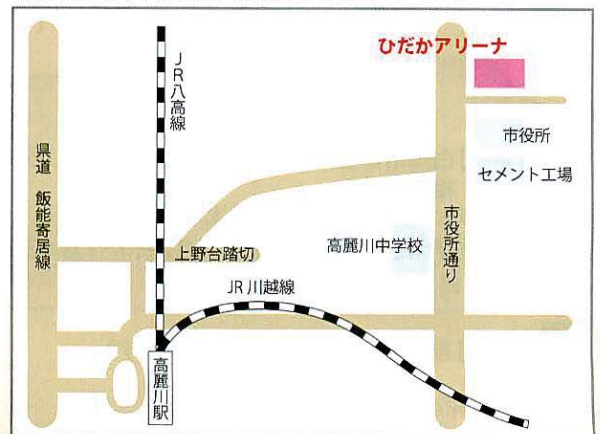 ひだかアリーナ
JR八高線
市役所
県道 飯能寄居線
セメント工場
市役所通り
高麗川中学校
上野台踏切
JR 川越線
高麗川駅